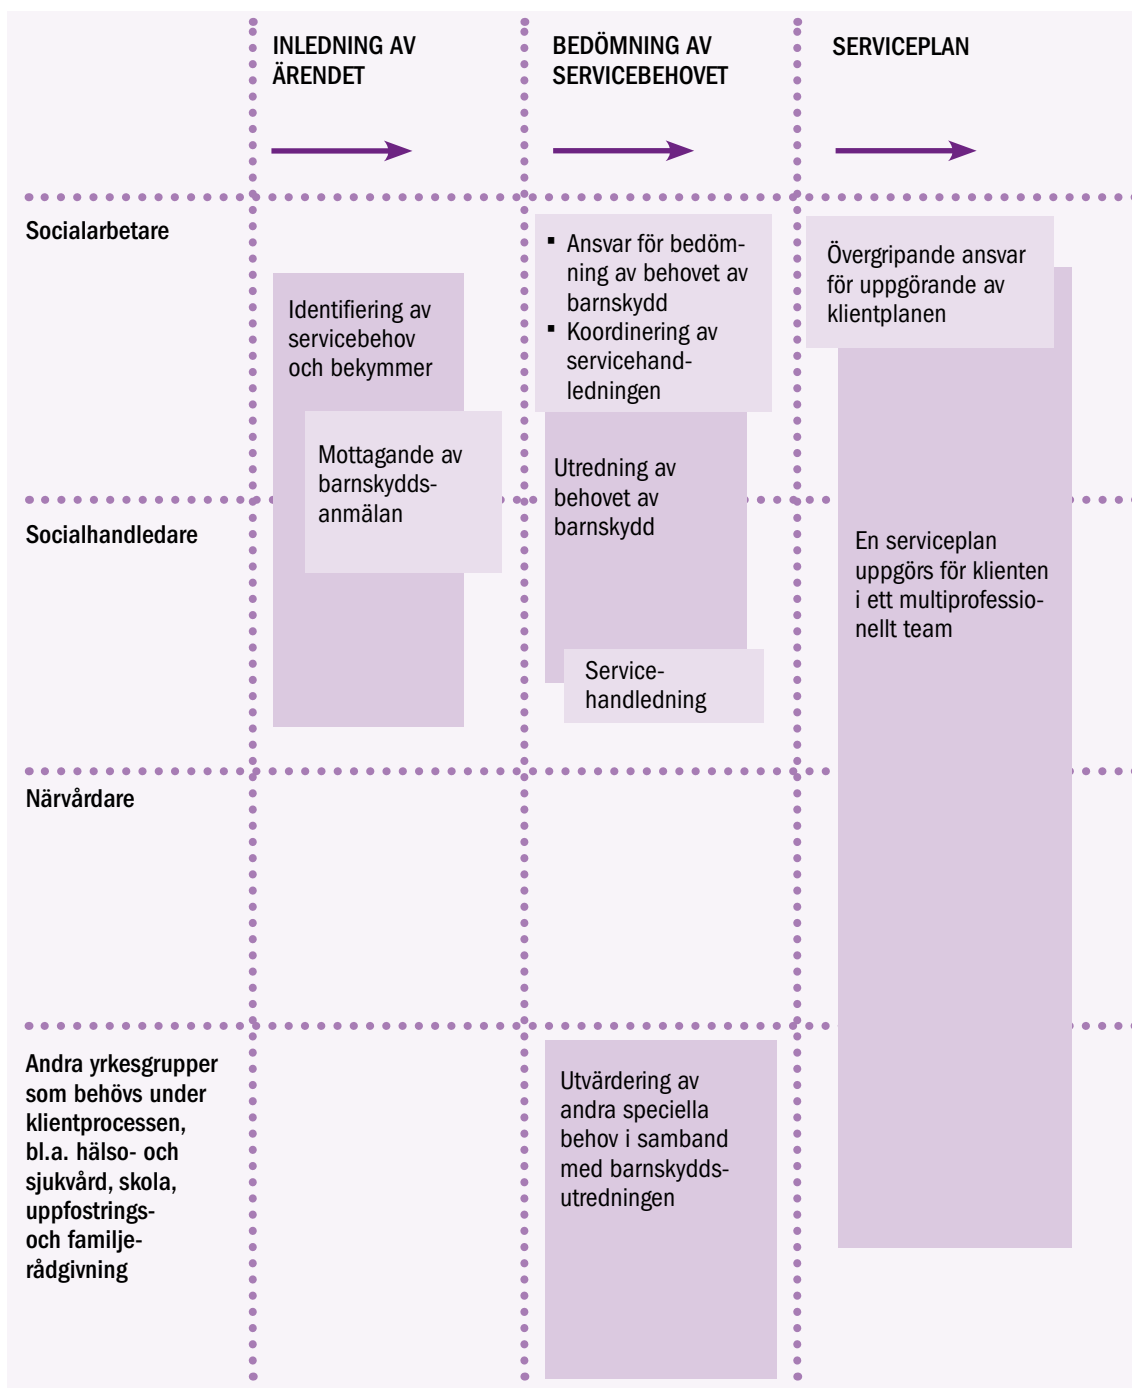 INLEDNING AV
ÄRENDET
BEDÖMNING AV
SERVICEBEHOVET
SERVICEPLAN
Socialarbetare
Identifiering av
servicebehov
och bekymmer
Mottagande av
barnskydds-
anmälan
▪ Ansvar för bedöm-
ning av behovet av
barnskydd
▪ Koordinering av
servicehand-
ledningen
Utredning av
behovet av
barnskydd
Övergripande ansvar
för uppgörande av
klientplanen
Socialhandledare
Service-
handledning
En serviceplan
uppgörs för klienten
i ett multiprofessio-
nellt team
Närvårdare
Andra yrkesgrupper
som behövs under
klientprocessen,
bl.a. hälso- och
sjukvård, skola,
uppfostrings-
och familje-
rådgivning
Utvärdering av
andra speciella
behov i samband
med barnskydds-
utredningen